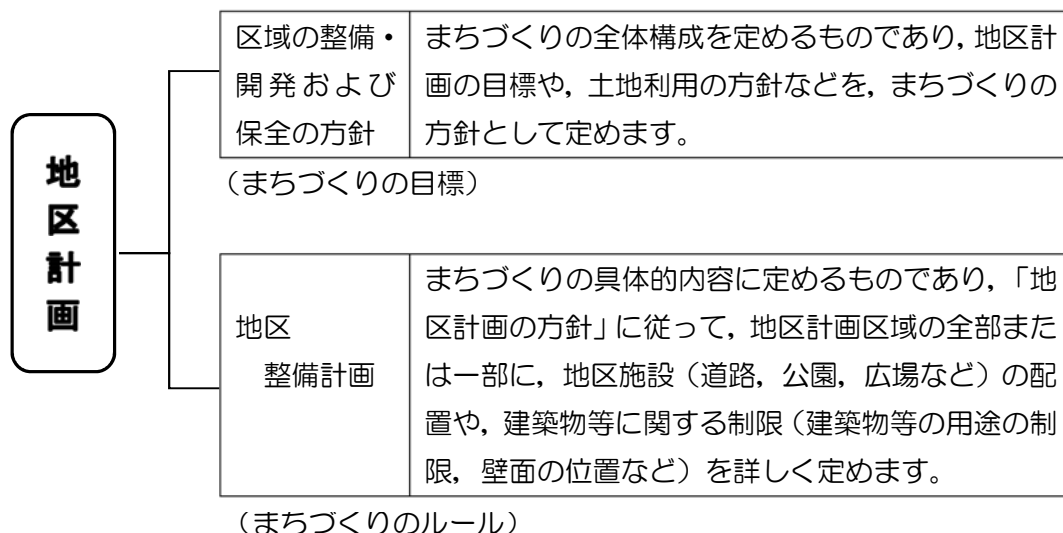 地区計画
区域の整備・
開発および
保全の方針
まちづくりの全体構成を定めるものであり，地区計
画の目標や，土地利用の方針などを，まちづくりの
方針として定めます。
（まちづくりの目標）
地区
整備計画
まちづくりの具体的内容に定めるものであり，「地
区計画の方針」に従って，地区計画区域の全部また
は一部に，地区施設（道路，公園，広場など）の配
置や，建築物等に関する制限（建築物等の用途の制
限，壁面の位置など）を詳しく定めます。
（まちづくりのルール）